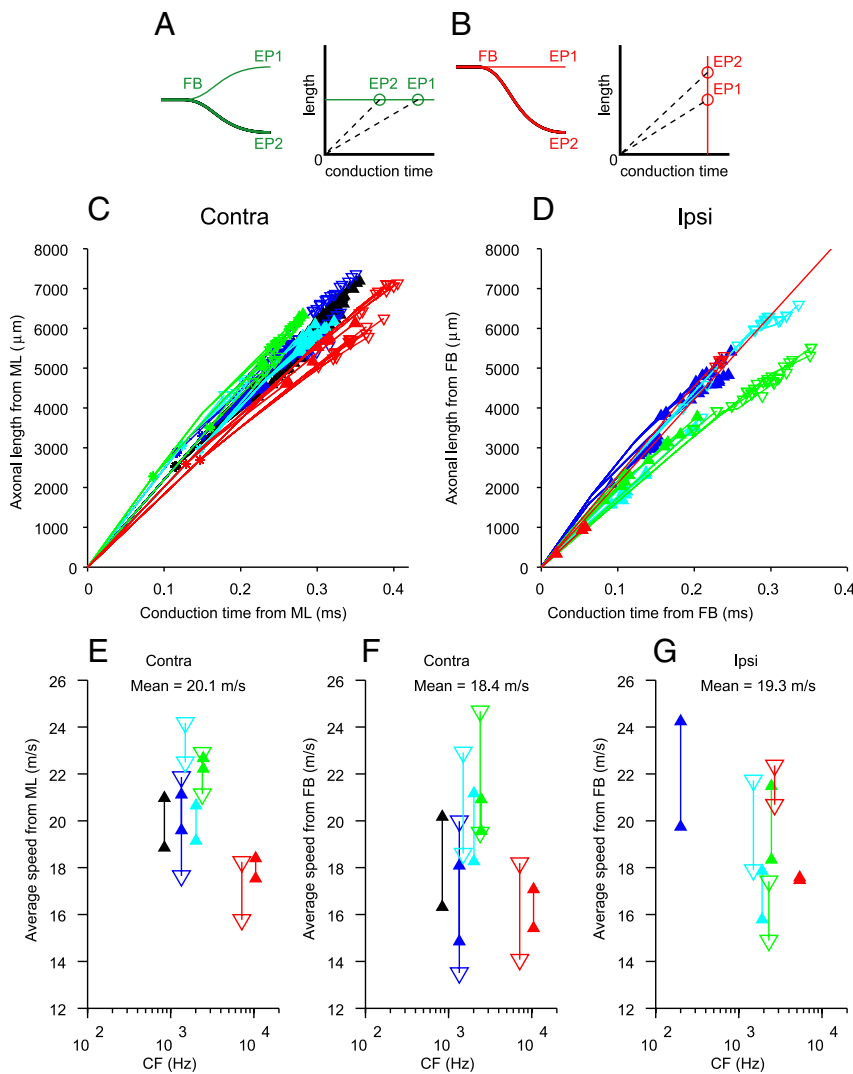 A
B
FB
EP1
EP2
length
EP2
EP1
0
conduction time
FB
EP1
EP2
length
EP2
EP1
0
conduction time
C
Contra
D
Ipsi
Axonal length from ML (μm)
8000
7000
6000
5000
4000
3000
2000
1000
0
0
0.1
0.2
0.3
0.4
Conduction time from ML (ms)
Axonal length from FB (μm)
8000
7000
6000
5000
4000
3000
2000
1000
0
0
0.1
0.2
0.3
0.4
Conduction time from FB (ms)
E
Contra
Mean = 20.1 m/s
Average speed from ML (m/s)
26
24
22
20
18
16
14
12
10 2
10 3
10 4
CF (Hz)
F
Contra
Mean = 18.4 m/s
Average speed from FB (m/s)
26
24
22
20
18
16
14
12
10 2
10 3
10 4
CF (Hz)
G
Ipsi
Mean = 19.3 m/s
Average speed from FB (m/s)
26
24
22
20
18
16
14
12
10 2
10 3
10 4
CF (Hz)